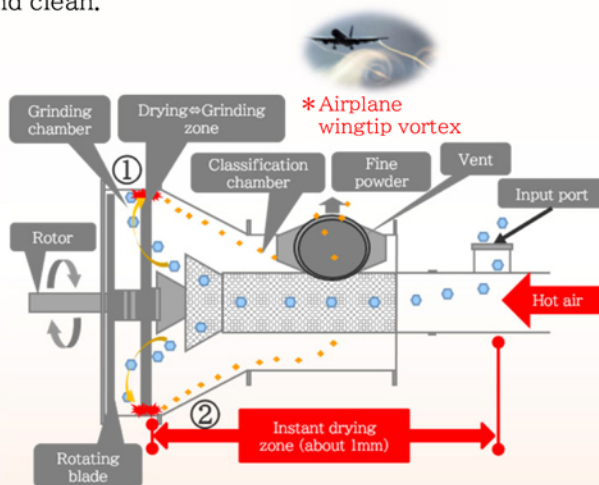 nd clean.
*Airplane
wingtip vortex
Grinding
chamber
Drying⇔Grinding
zone
Classification
chamber
Fine
powder
Vent
Input port
①
Rotor
Hot air
②
Instant drying
zone (about 1mm)
Rotating
blade